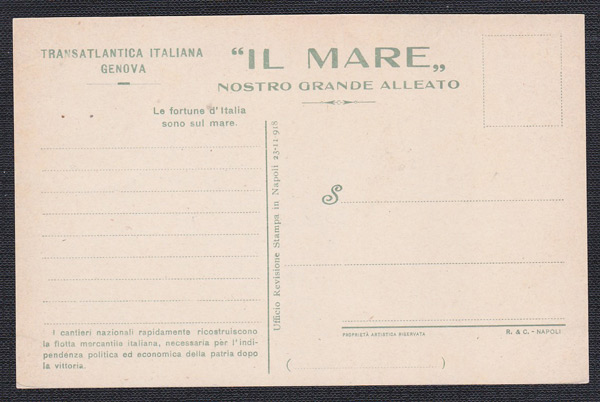 TRANSATLANTICA ITALIANA
GENOVA
“IL MARE„
NOSTRO GRANDE ALLEATO
Le fortune d'Italia
sono sul mare.
Ufficio Revisione Stampa in Napoli 23-11-918
S
I cantieri nazionali rapidamente ricostruiscono
la flotta mercantile italiana, necessaria per l'indi-
pendenza politica ed economica della patria dopo
la vittoria.
PROPRIETÀ ARTISTICA RISERVATA
R. & C. - NAPOLI
( )